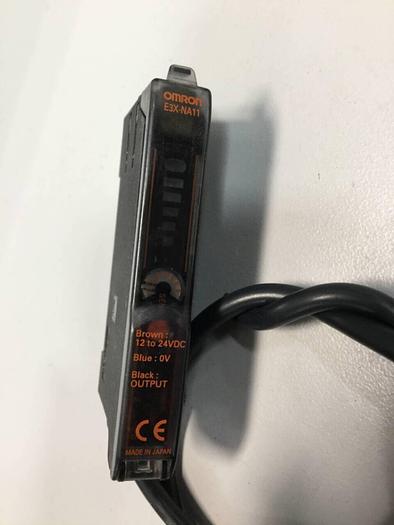 OMRON
E3X-NA11
Brown :
12 to 24VDC
Blue : 0V
Black :
OUTPUT
CE
MADE IN JAPAN